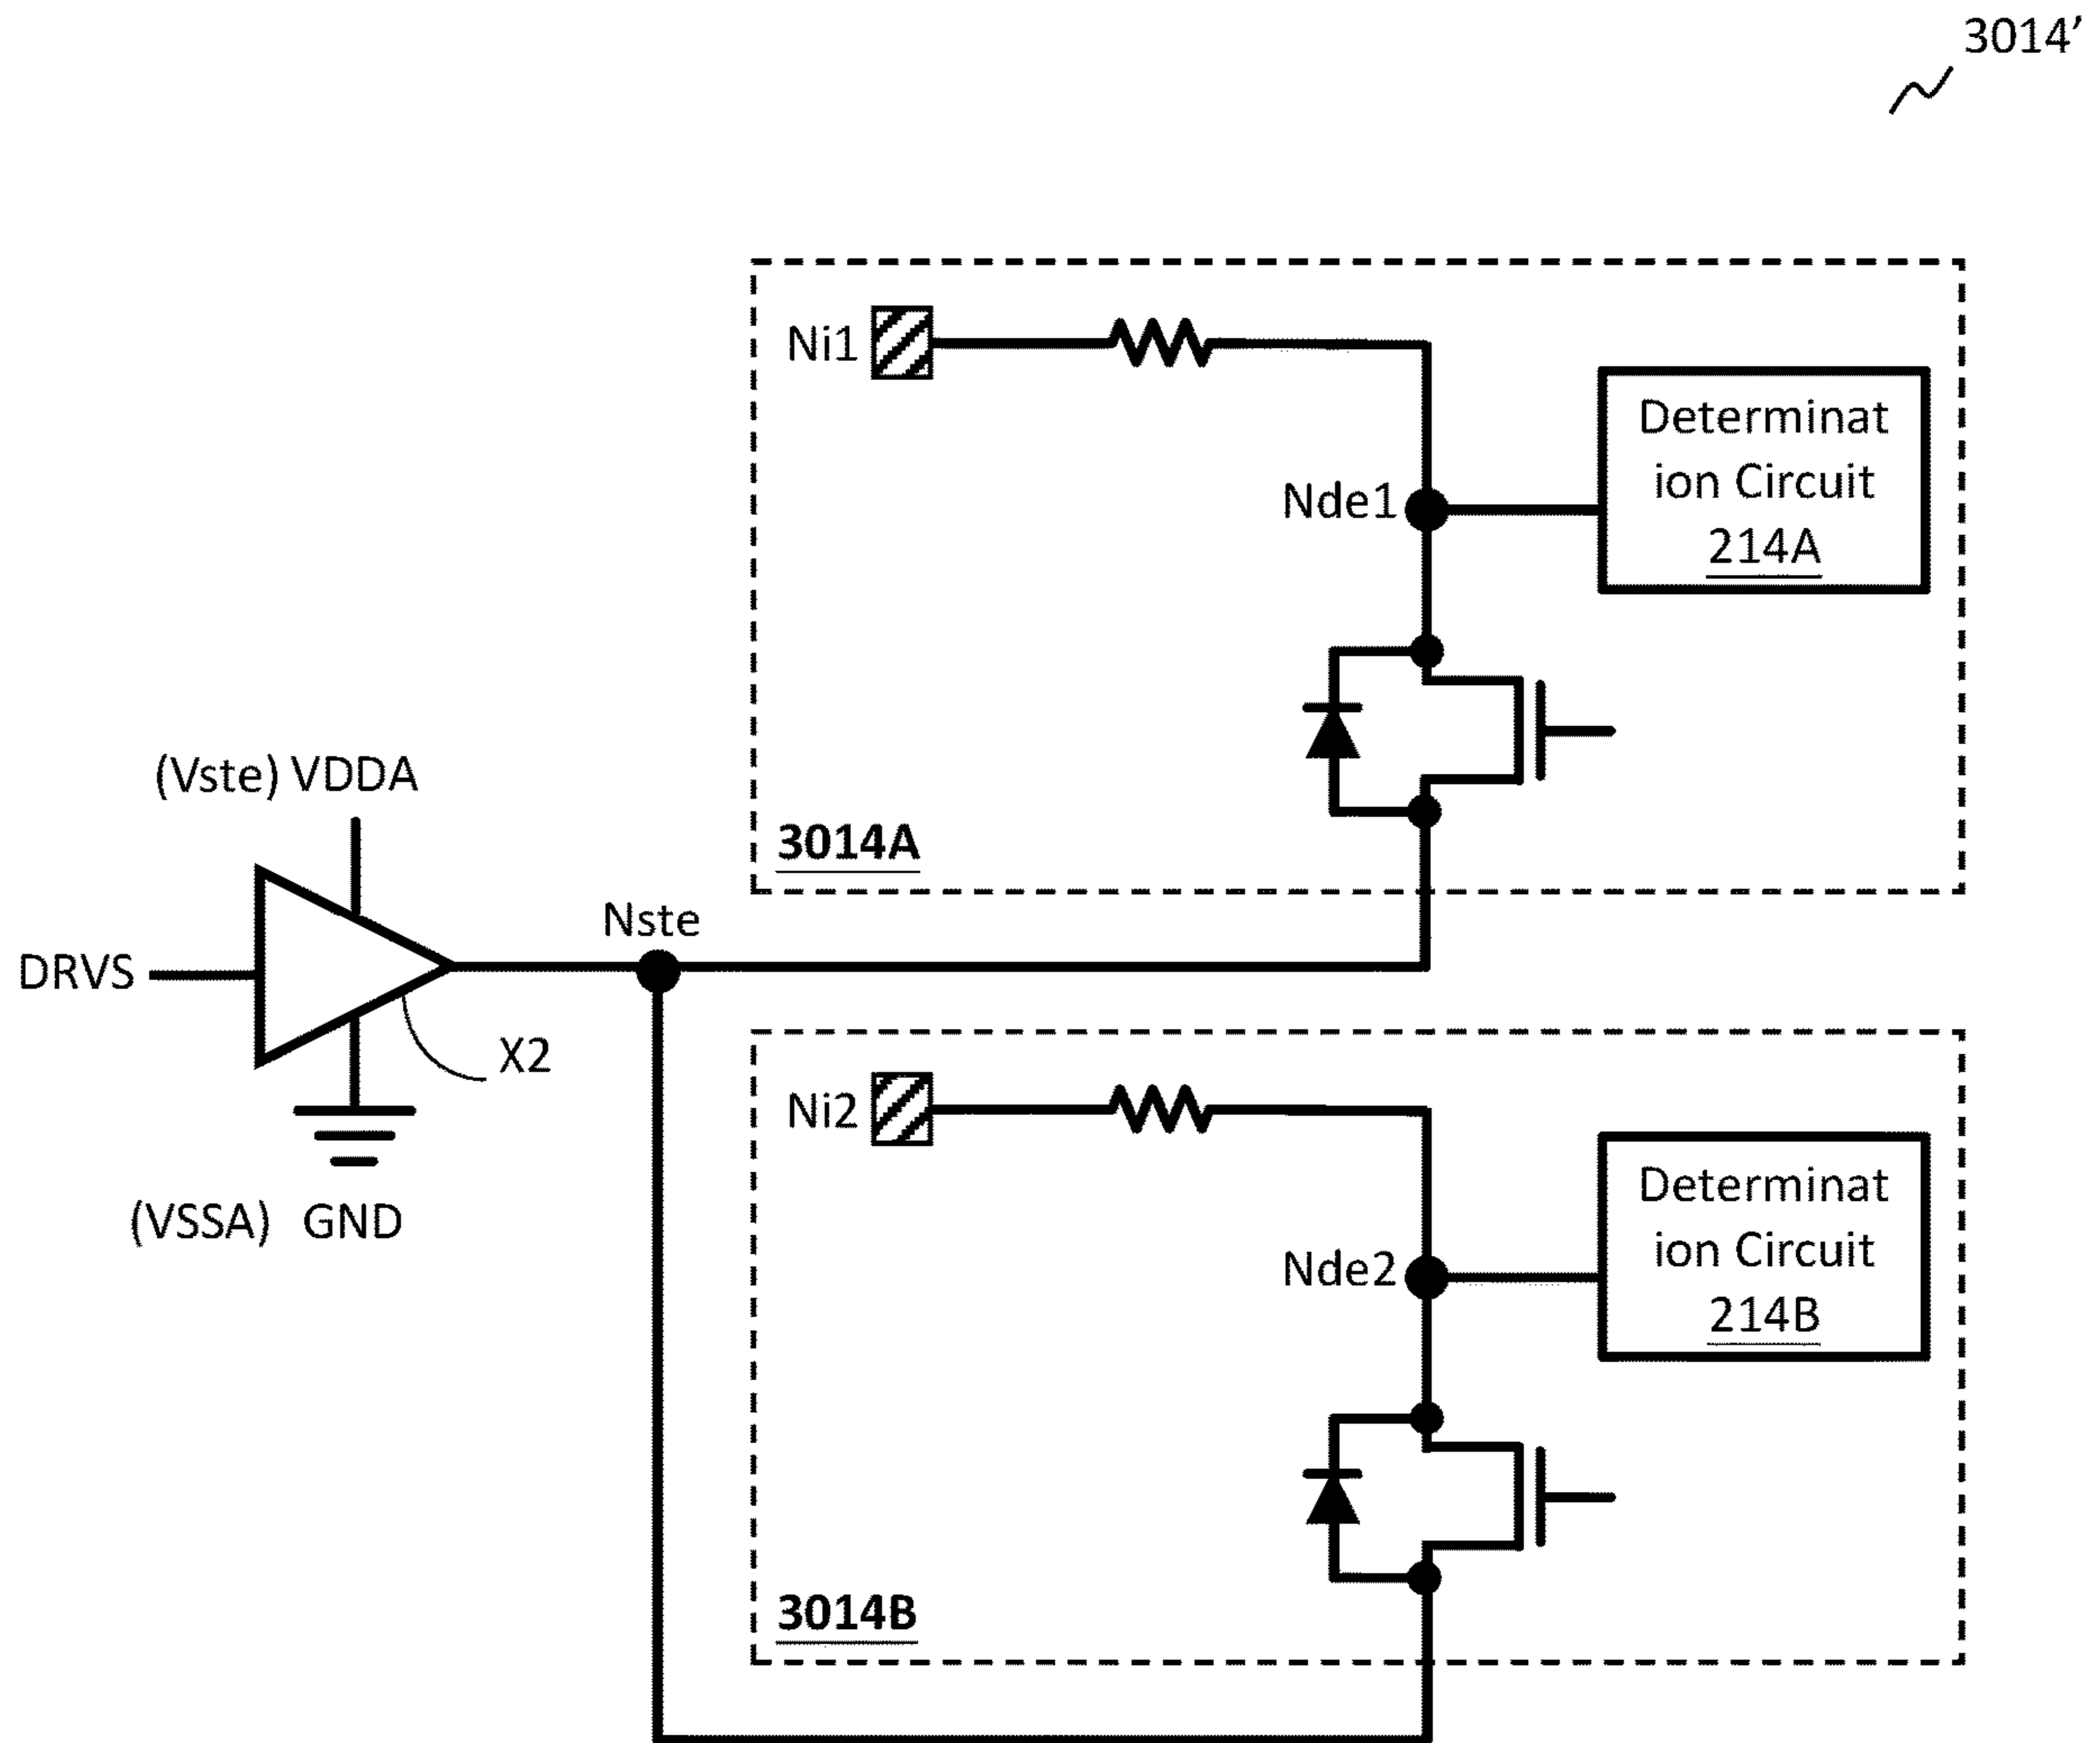 3014’
Ni1
Determinat
ion Circuit
214A
Nde1
3014A
(Vste) VDDA
Nste
DRVS
X2
(VSSA) GND
Ni2
Determinat
ion Circuit
214B
Nde2
3014B